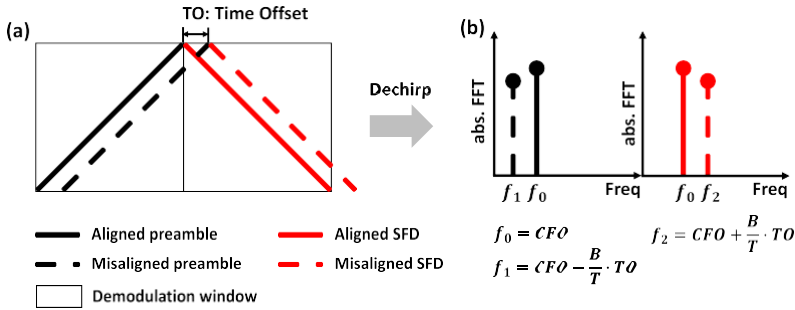 TO: Time Offset
(a)
(b)
Dechirp
abs. FFT
f₁ f₀ Freq
abs. FFT
f₀ f₂ Freq
Aligned preamble
Aligned SFD
Misaligned preamble
Misaligned SFD
Demodulation window
f₀ = CFO
f₁ = CFO − B/T · TO
f₂ = CFO + B/T · TO